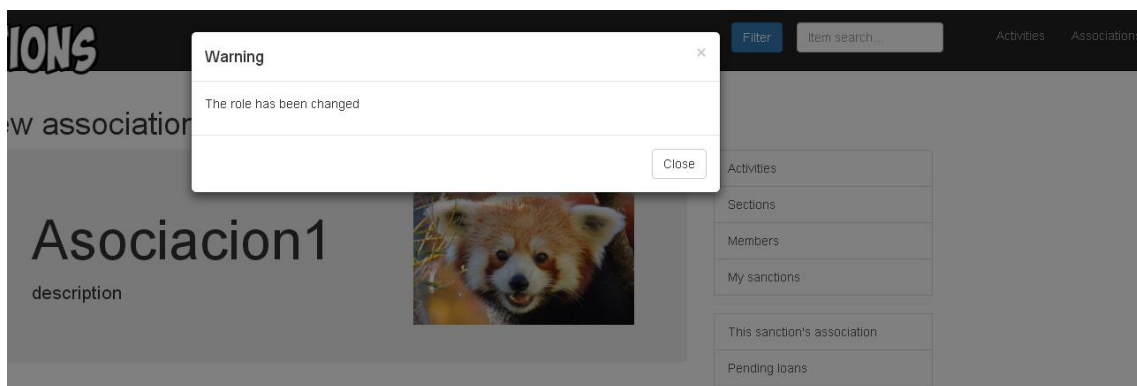 IONS
Filter
Item search...
Activities
Associations
Warning
×
The role has been changed
Close
w association
Asociacion1
description
Activities
Sections
Members
My sanctions
This sanction's association
Pending loans